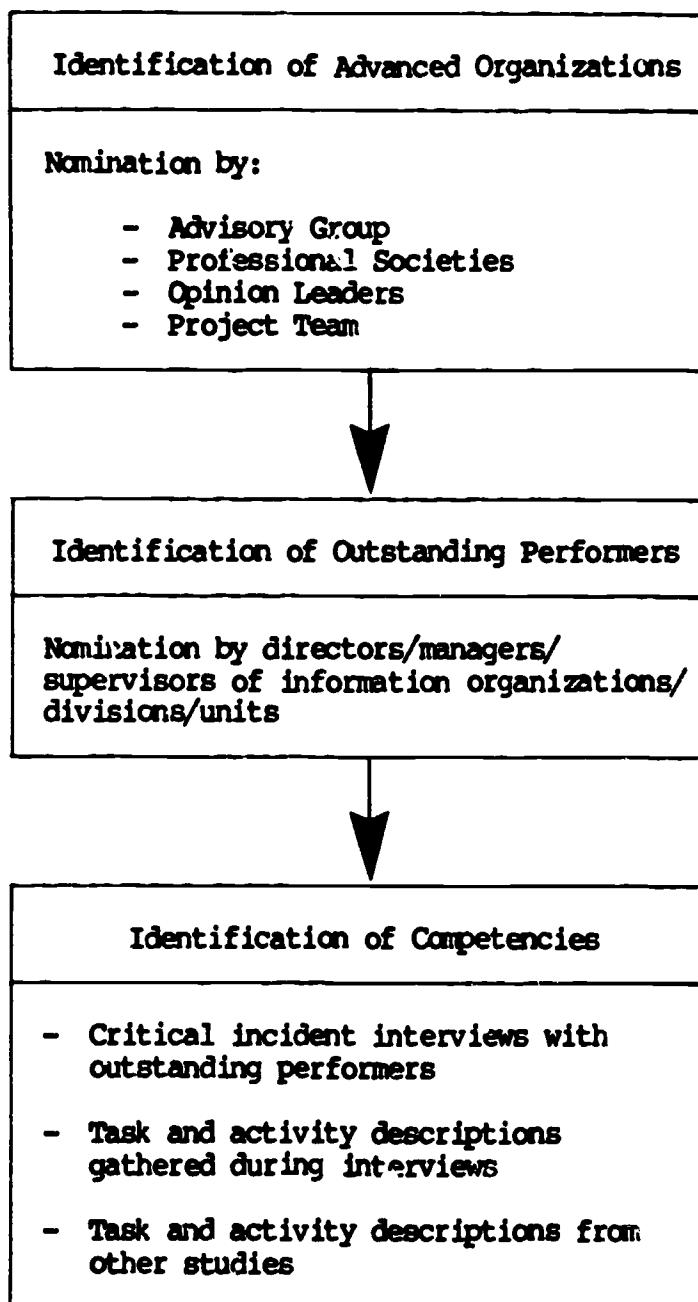 Identification of Advanced Organizations
Nomination by:
- Advisory Group
- Professional Societies
- Opinion Leaders
- Project Team
Identification of Outstanding Performers
Nomination by directors/managers/
supervisors of information organizations/
divisions/units
Identification of Competencies
- Critical incident interviews with
outstanding performers
- Task and activity descriptions
gathered during interviews
- Task and activity descriptions from
other studies